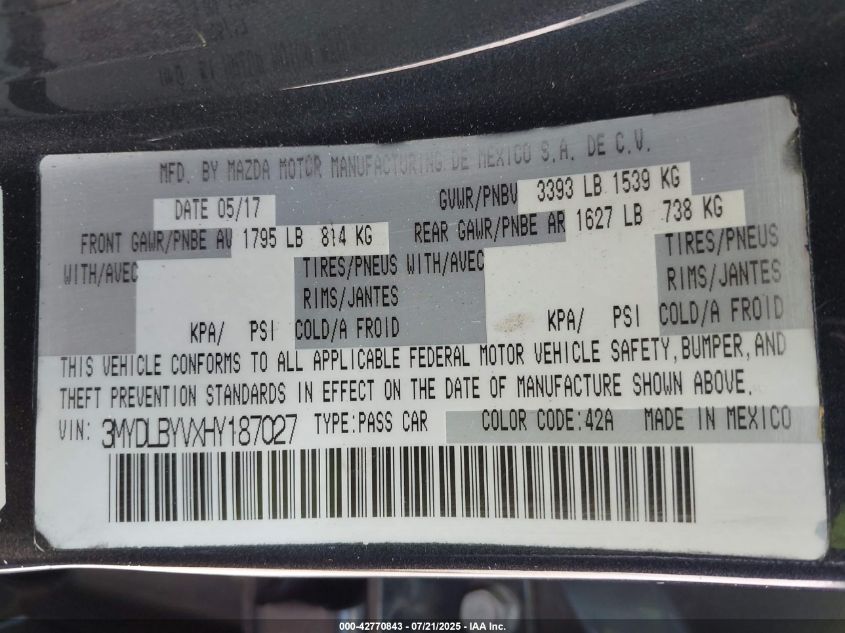 MFD. BY MAZDA MOTOR MANUFACTURING DE MEXICO S.A. DE C.V.
DATE 05/17 GVWR/PNBV 3393 LB 1539 KG
FRONT GAWR/PNBE AV 1795 LB 814 KG REAR GAWR/PNBE AR 1627 LB 738 KG
WITH/AVEC TIRES/PNEUS WITH/AVEC TIRES/PNEUS
RIMS/JANTES RIMS/JANTES
KPA/ PSI COLD/A FROID KPA/ PSI COLD/A FROID
THIS VEHICLE CONFORMS TO ALL APPLICABLE FEDERAL MOTOR VEHICLE SAFETY, BUMPER, AND
THEFT PREVENTION STANDARDS IN EFFECT ON THE DATE OF MANUFACTURE SHOWN ABOVE.
VIN: 3MYDLBYVXHY187027 TYPE:PASS CAR COLOR CODE:42A MADE IN MEXICO
000-42770843 - 07/21/2025 - IAA Inc.